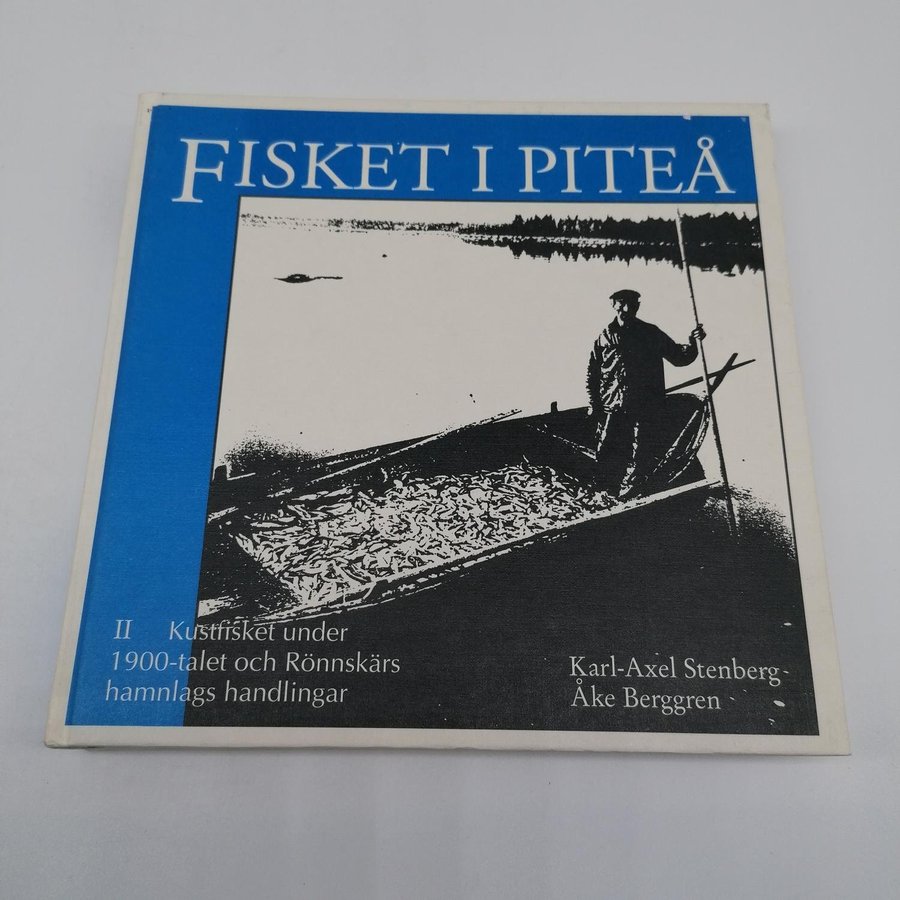 FISKET I PITEÅ
II Kustfisket under
1900-talet och Rönnskärs
hamnlags handlingar
Karl-Axel Stenberg
Åke Berggren